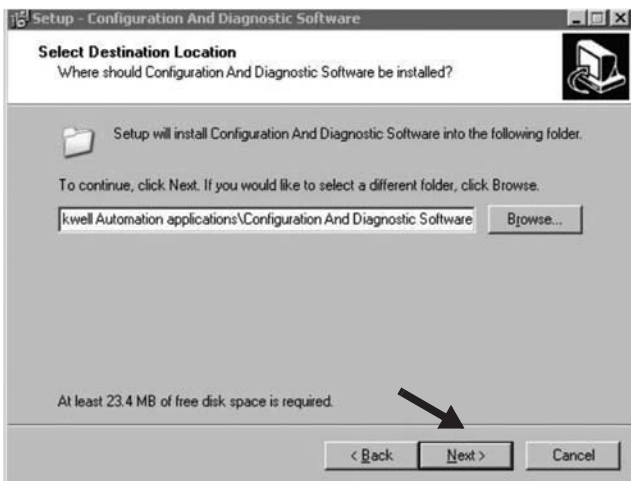 Setup - Configuration And Diagnostic Software
Select Destination Location
Where should Configuration And Diagnostic Software be installed?
Setup will install Configuration And Diagnostic Software into the following folder.
To continue, click Next. If you would like to select a different folder, click Browse.
kwell Automation applications\Configuration And Diagnostic Software
Browse...
At least 23.4 MB of free disk space is required.
< Back
Next >
Cancel